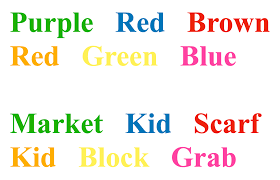 Purple Red Brown
Red Green Blue
Market Kid Scarf
Kid Block Grab